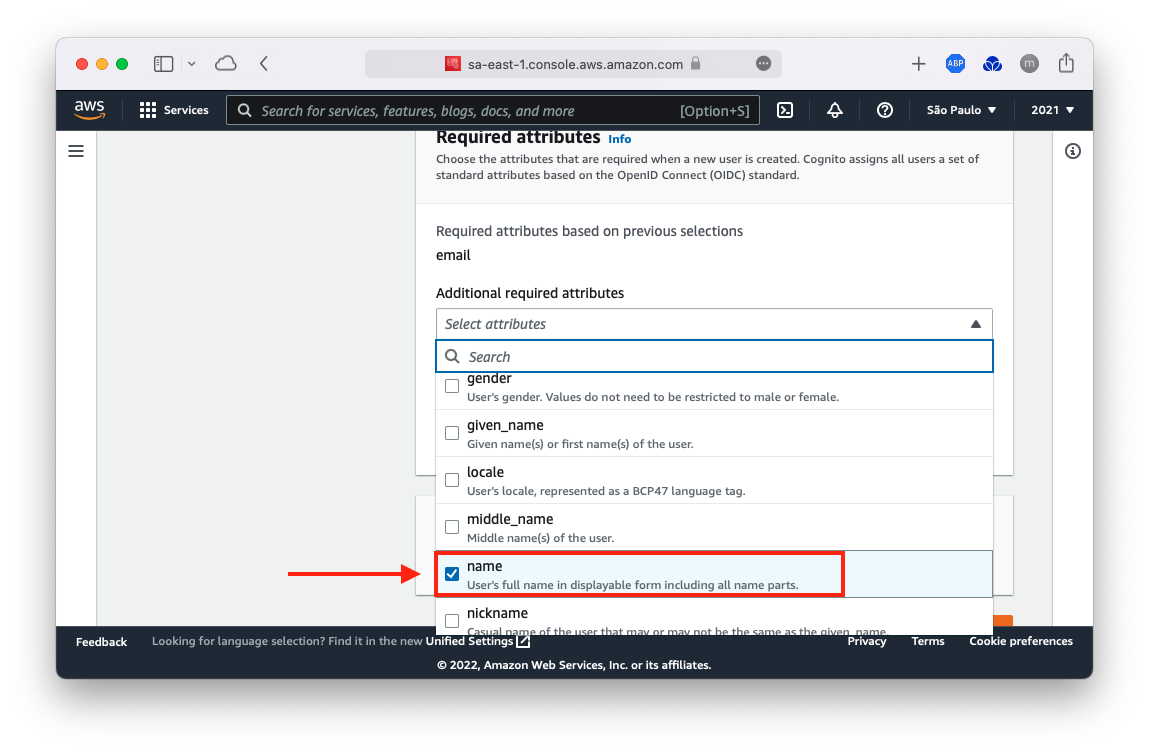 sa-east-1.console.aws.amazon.com
ABP
m
aws
Services
Search for services, features, blogs, docs, and more
[Option+S]
São Paulo
2021
Required attributes Info
Choose the attributes that are required when a new user is created. Cognito assigns all users a set of
standard attributes based on the OpenID Connect (OIDC) standard.
Required attributes based on previous selections
email
Additional required attributes
Select attributes
Search
gender
User's gender. Values do not need to be restricted to male or female.
given_name
Given name(s) or first name(s) of the user.
locale
User's locale, represented as a BCP47 language tag.
middle_name
Middle name(s) of the user.
name
User's full name in displayable form including all name parts.
nickname
Casual name of the user that may or may not be the same as the given_name.
Feedback
Looking for language selection? Find it in the new Unified Settings
Privacy
Terms
Cookie preferences
© 2022, Amazon Web Services, Inc. or its affiliates.